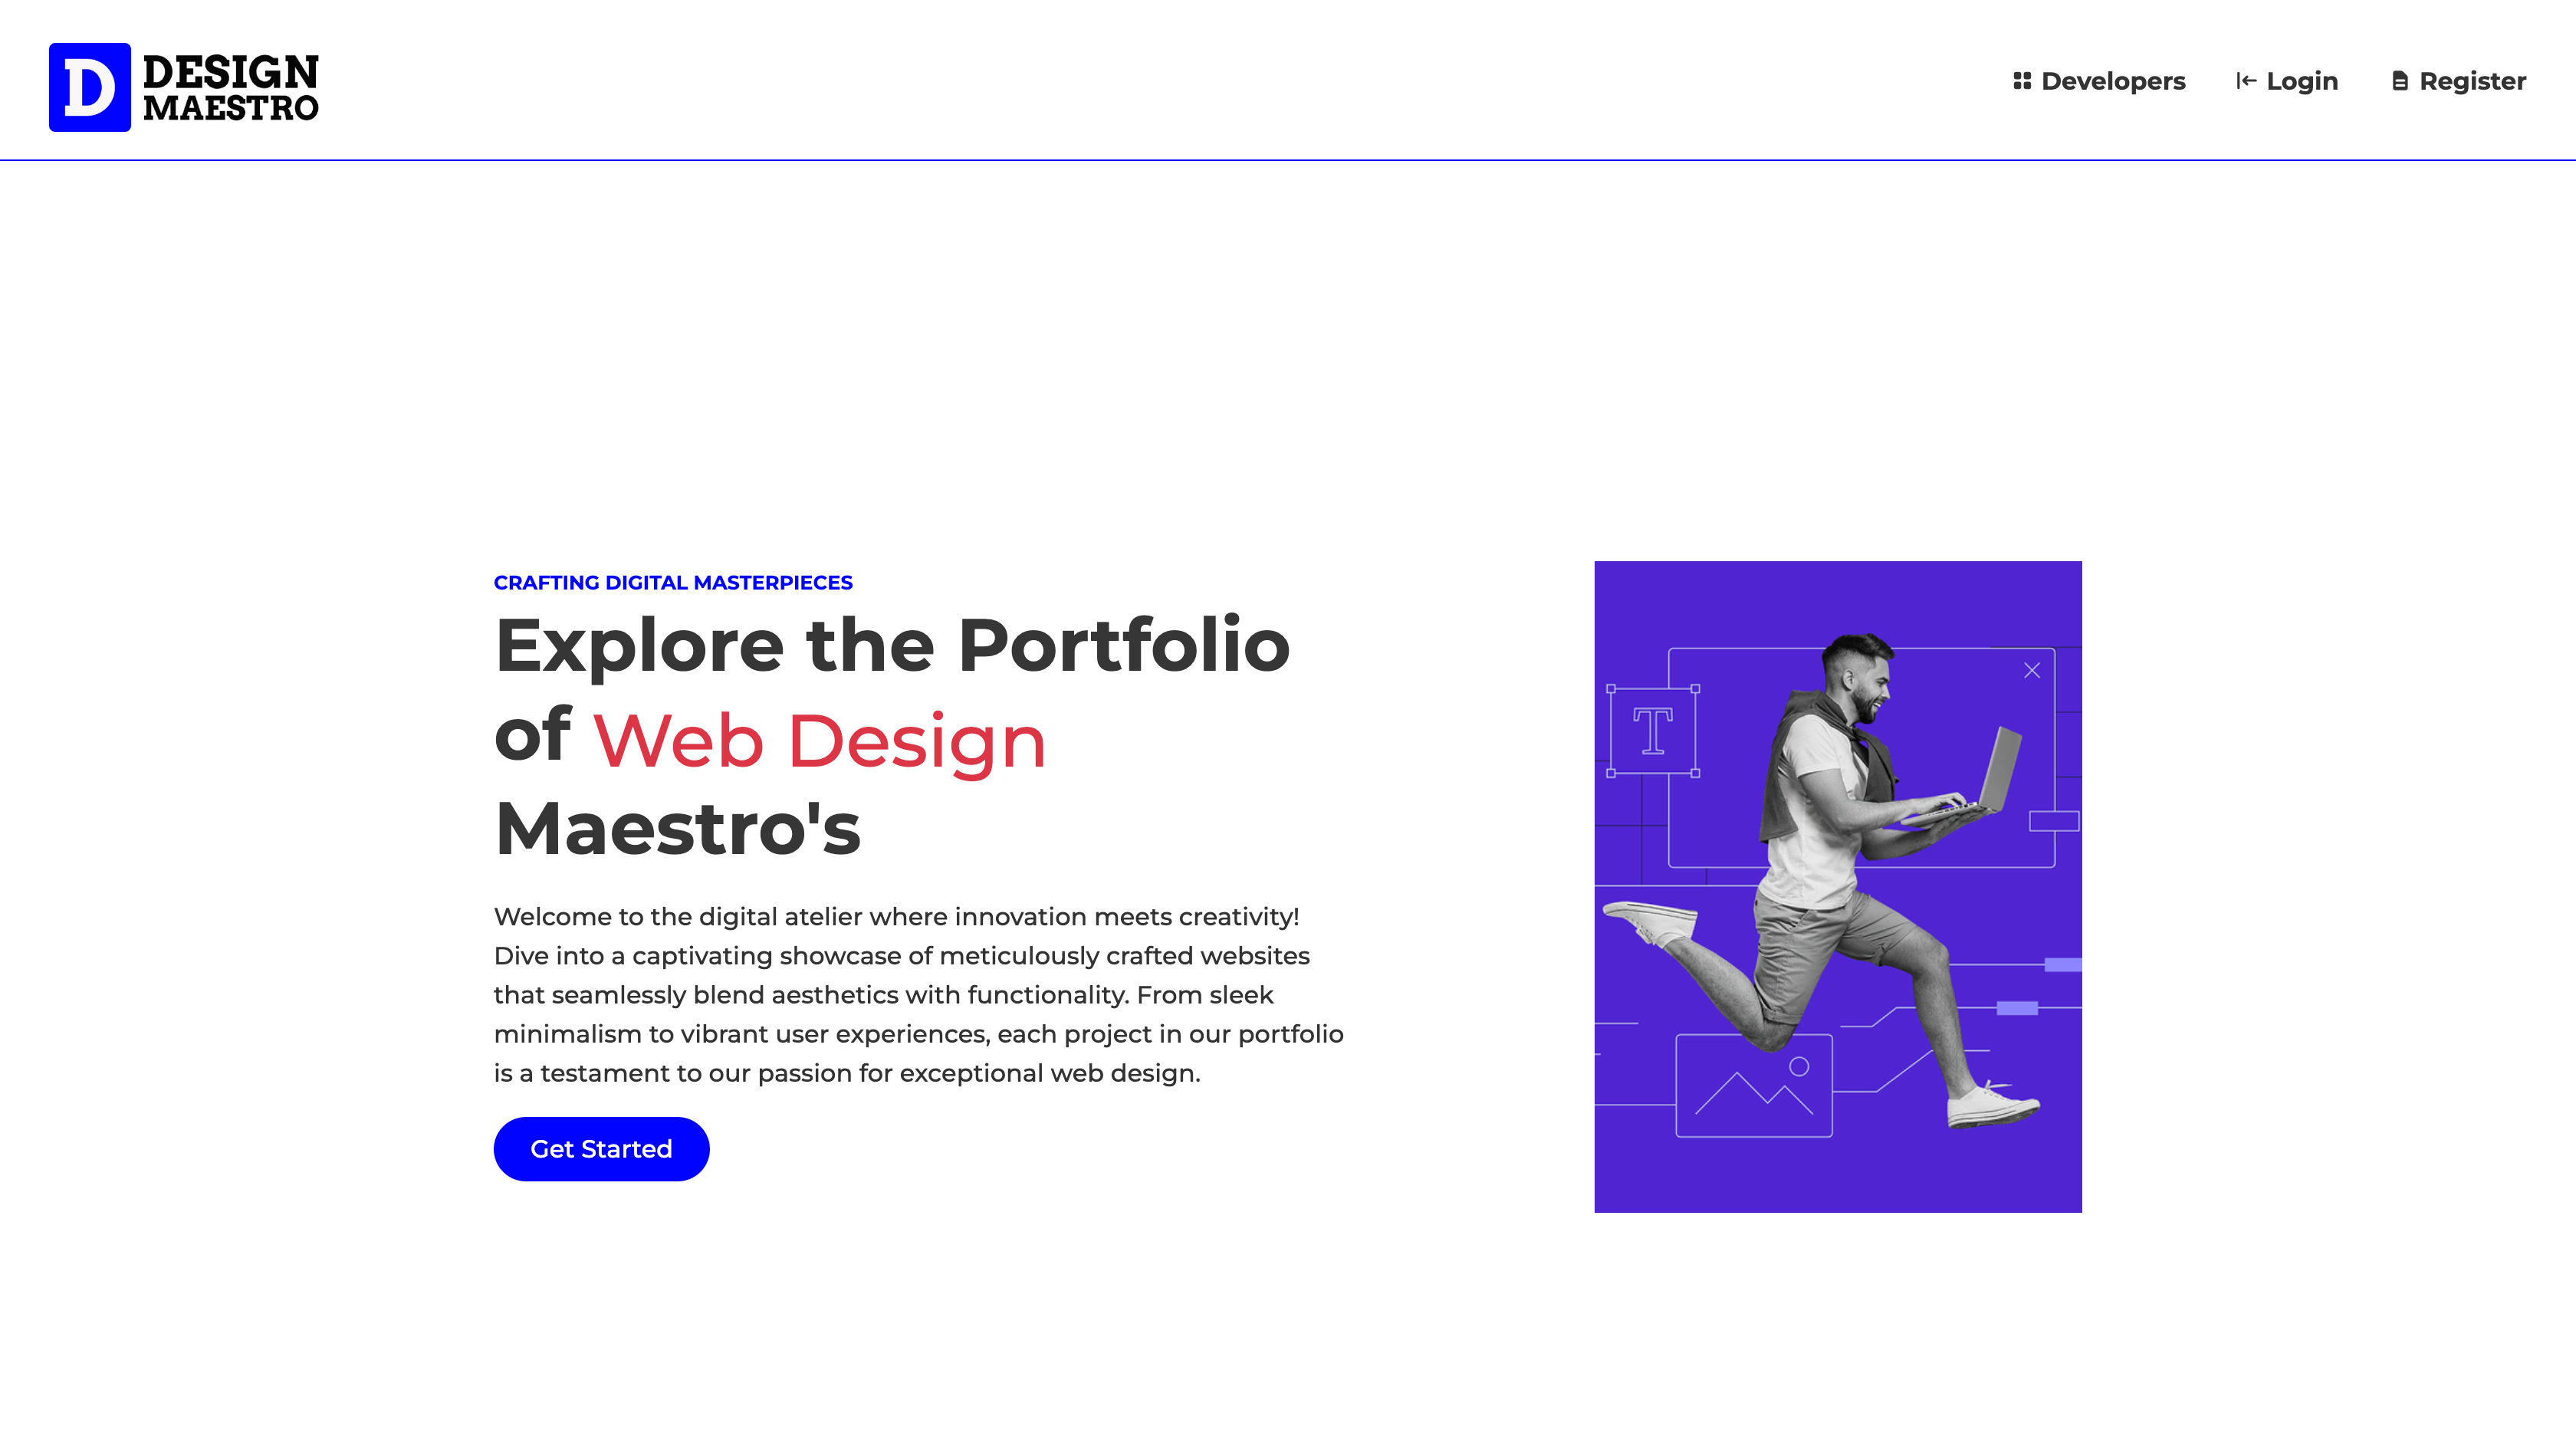 D DESIGN
MAESTRO
Developers Login Register
CRAFTING DIGITAL MASTERPIECES
Explore the Portfolio
of Web Design
Maestro's
Welcome to the digital atelier where innovation meets creativity!
Dive into a captivating showcase of meticulously crafted websites
that seamlessly blend aesthetics with functionality. From sleek
minimalism to vibrant user experiences, each project in our portfolio
is a testament to our passion for exceptional web design.
Get Started
T